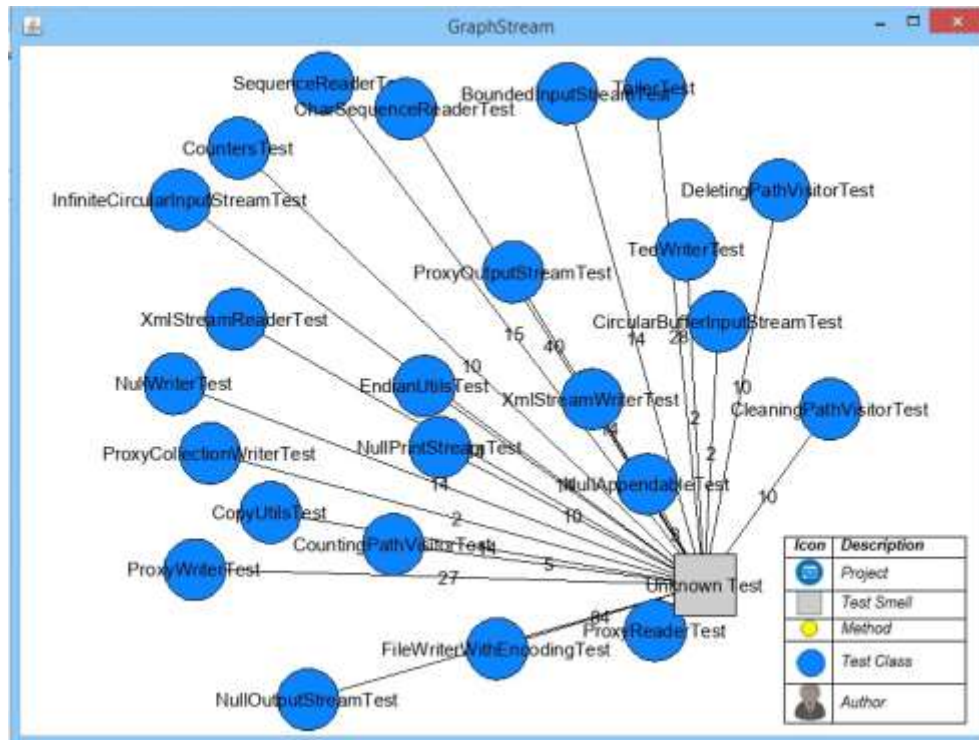 GraphStream
SequenceReaderTest
CharSequenceReaderTest
BoundedInputStreamTest
TailerTest
CountersTest
InfiniteCircularInputStreamTest
DeletingPathVisitorTest
TeeWriterTest
ProxyOutputStreamTest
XmlStreamReaderTest
CircularBufferInputStreamTest
15
40
14
28
10
10
NullWriterTest
EndianUtilsTest
XmlStreamWriterTest
CleaningPathVisitorTest
2
2
ProxyCollectionWriterTest
NullPrintStreamTest
14
NullAppendableTest
10
CopyUtilsTest
2
10
CountingPathVisitorTest
5
ProxyWriterTest
27
Unknown Test
84
ProxyReaderTest
FileWriterWithEncodingTest
NullOutputStreamTest
Icon Description
Project
Test Smell
Method
Test Class
Author